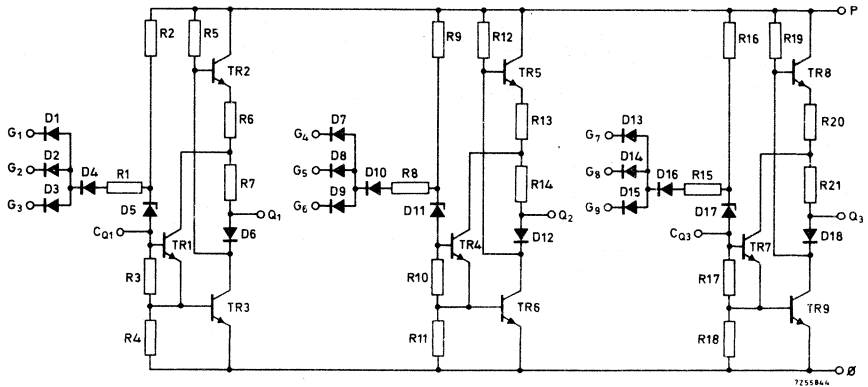 P
R2 R5 R9 R12 R16 R19
TR2 TR5 TR8
D1 R6 D7 R13 D13 R20
G1 G4 G7
D2 D8 D14
G2 D4 R1 R7 G5 D10 R8 R14 G8 D16 R15 R21
D3 D9 D15
G3 D5 Q1 G6 D11 Q2 G9 D17 Q3
CQ1 TR1 D6 TR4 D12 CQ3 TR7 D18
R3 R10 R17
TR3 TR6 TR9
R4 R11 R18
Ø
7Z55844